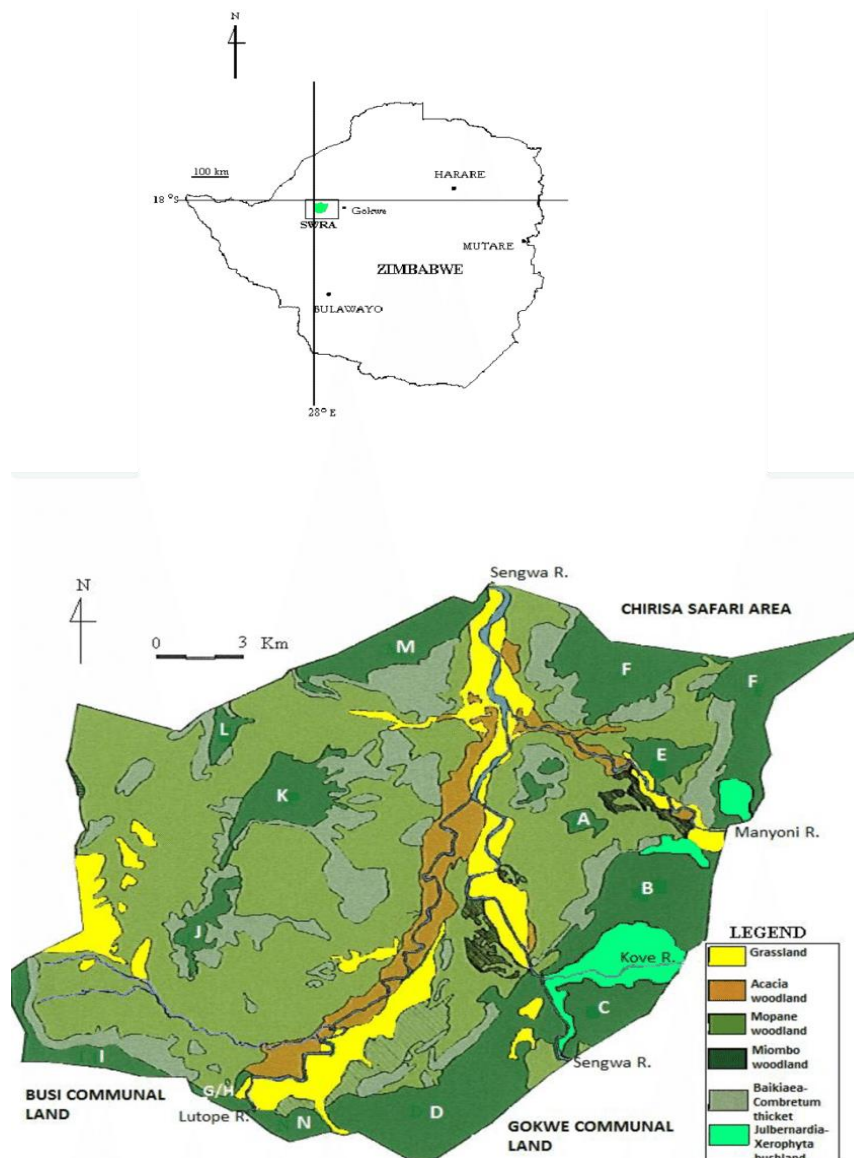 N
100 km
HARARE
18 °S
Gokwe
SWRA
MUTARE
ZIMBABWE
BULAWAYO
28° E
N
Sengwa R.
CHIRISA SAFARI AREA
0 3 Km
M
F
F
L
E
K
A
Manyoni R.
B
LEGEND
Grassland
J
Kove R.
Acacia
woodland
C
Mopane
woodland
I
Sengwa R.
Miombo
woodland
G/H
BUSI COMMUNAL
LAND
D
GOKWE COMMUNAL
LAND
Baikiaea-
Combretum
thicket
Lutope R.
N
Julbernardia-
Xerophyta
bushland